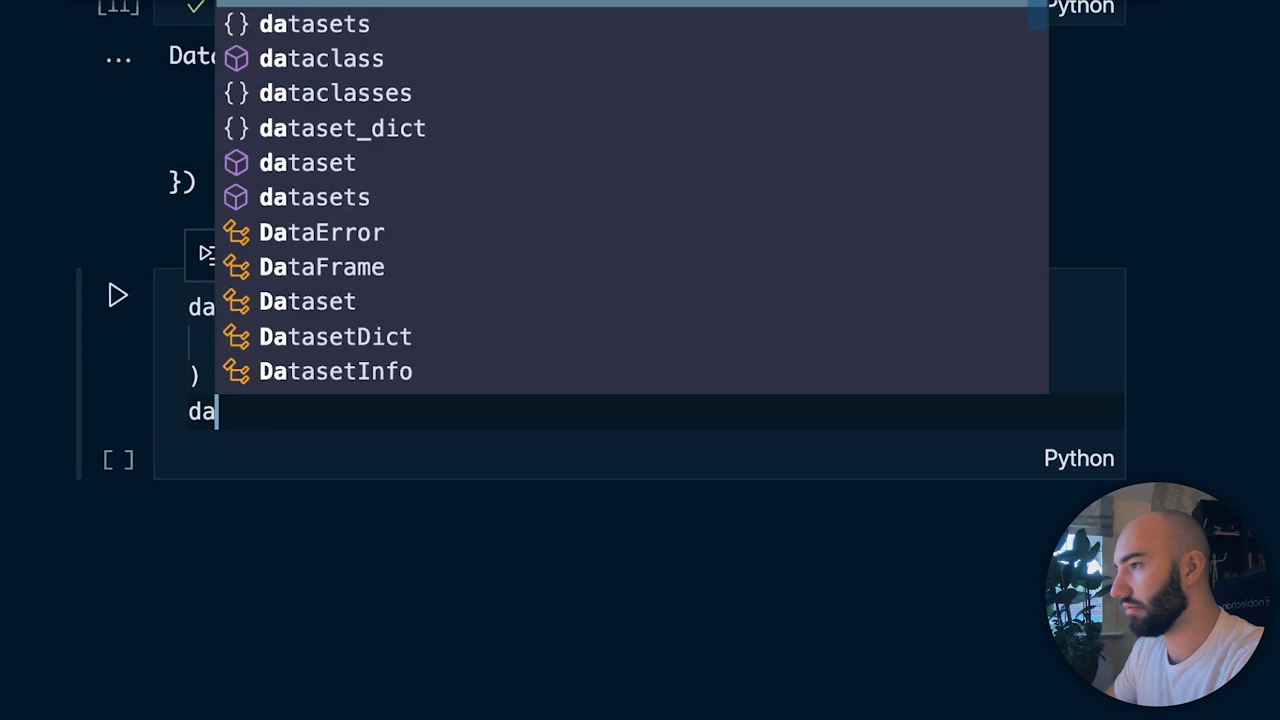 [11]
Python
{} datasets
... Data
dataclass
{} dataclasses
{} dataset_dict
dataset
})
datasets
DataError
DataFrame
da
Dataset
DatasetDict
)
DatasetInfo
da
[ ]
Python